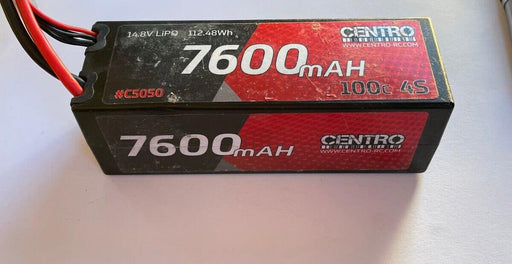 14.8V LiPO 112.48Wh
CENTRO
WWW.CENTRO-RC.COM
7600mAH
#C5050
100c 4S
7600mAH
CENTRO
WWW.CENTRO-RC.COM